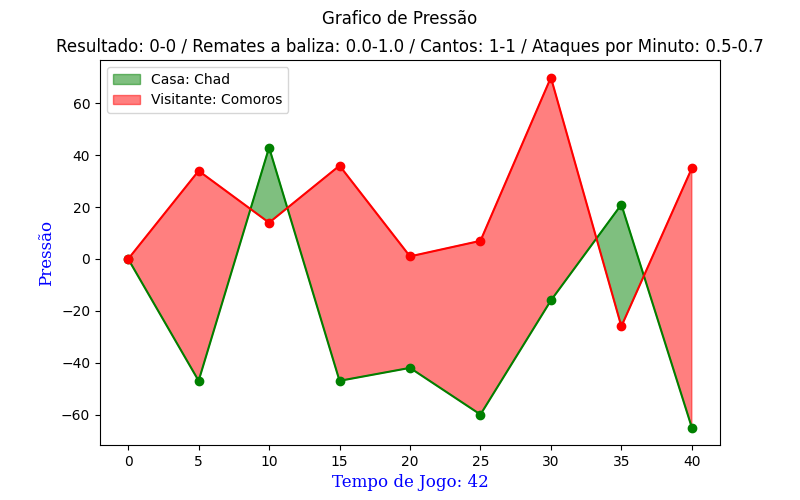 Grafico de Pressão
Resultado: 0-0 / Remates a baliza: 0.0-1.0 / Cantos: 1-1 / Ataques por Minuto: 0.5-0.7
Casa: Chad
Visitante: Comoros
Pressão
60
40
20
0
−20
−40
−60
0 5 10 15 20 25 30 35 40
Tempo de Jogo: 42